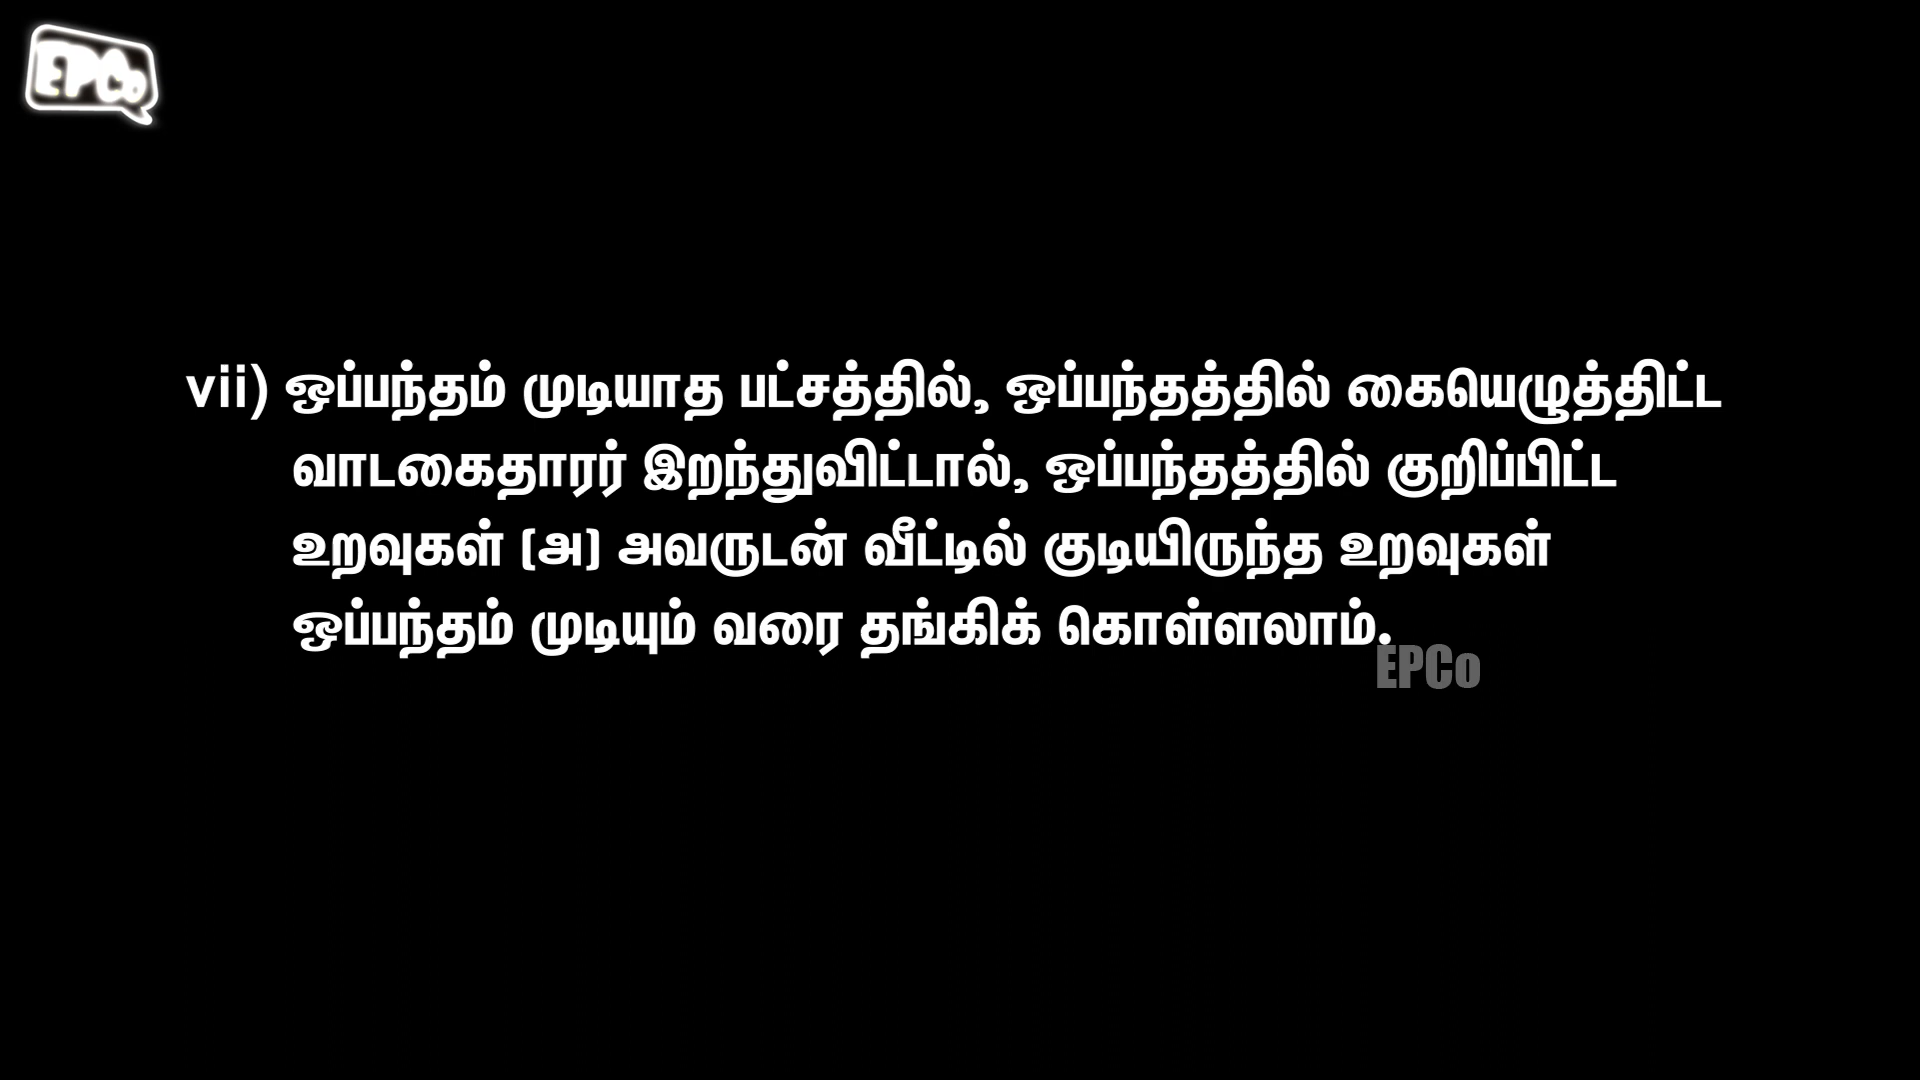 EPCo
vii) ஒப்பந்தம் முடியாத பட்சத்தில், ஒப்பந்தத்தில் கையெழுத்திட்ட
வாடகைதாரர் இறந்துவிட்டால், ஒப்பந்தத்தில் குறிப்பிட்ட
உறவுகள் (அ) அவருடன் வீட்டில் குடியிருந்த உறவுகள்
ஒப்பந்தம் முடியும் வரை தங்கிக் கொள்ளலாம்.
EPCo